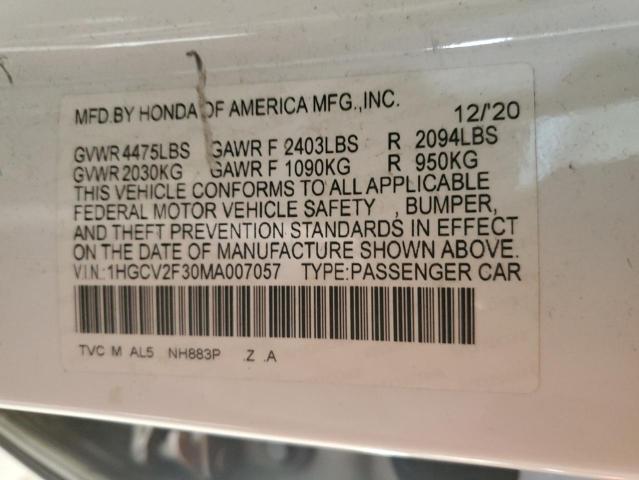 MFD.BY HONDA OF AMERICA MFG.,INC. 12/'20
GVWR 4475LBS GAWR F 2403LBS R 2094LBS
GVWR 2030KG GAWR F 1090KG R 950KG
THIS VEHICLE CONFORMS TO ALL APPLICABLE
FEDERAL MOTOR VEHICLE SAFETY , BUMPER,
AND THEFT PREVENTION STANDARDS IN EFFECT
ON THE DATE OF MANUFACTURE SHOWN ABOVE.
V.I.N.:1HGCV2F30MA007057 TYPE:PASSENGER CAR
TVC M AL5 NH883P .Z .A